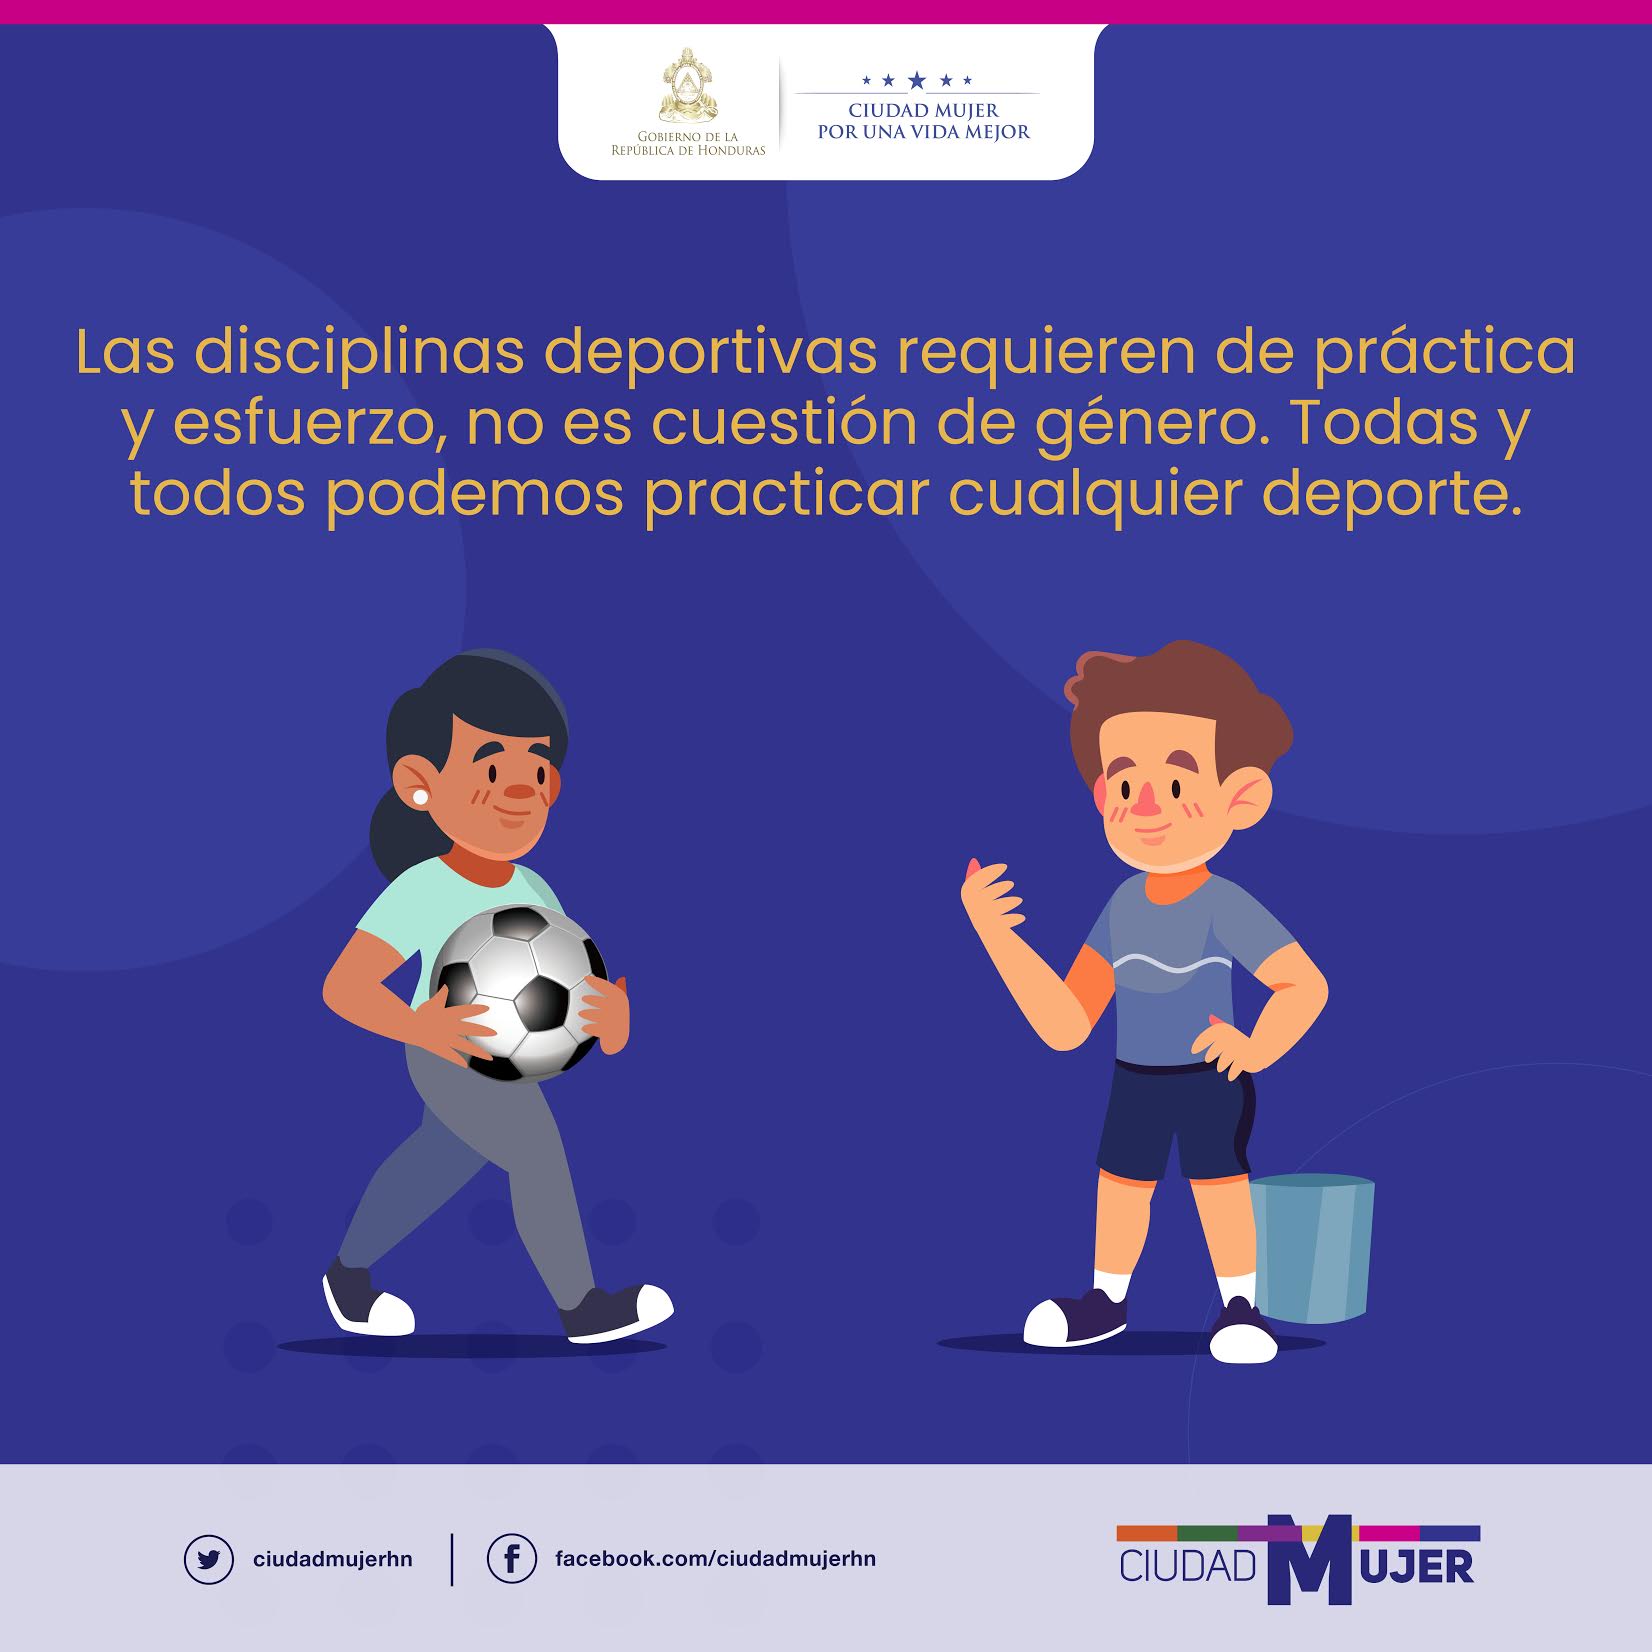 GOBIERNO DE LA
REPÚBLICA DE HONDURAS
CIUDAD MUJER
POR UNA VIDA MEJOR
Las disciplinas deportivas requieren de práctica
y esfuerzo, no es cuestión de género. Todas y
todos podemos practicar cualquier deporte.
ciudadmujerhn
facebook.com/ciudadmujerhn
CIUDAD MUJER